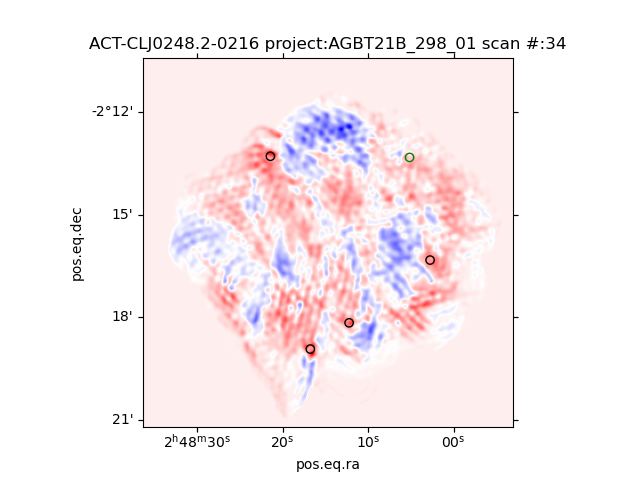 ACT-CLJ0248.2-0216 project:AGBT21B_298_01 scan #:34
-2°12'
15'
18'
21'
pos.eq.dec
2ʰ48ᵐ30ˢ
20ˢ
10ˢ
00ˢ
pos.eq.ra